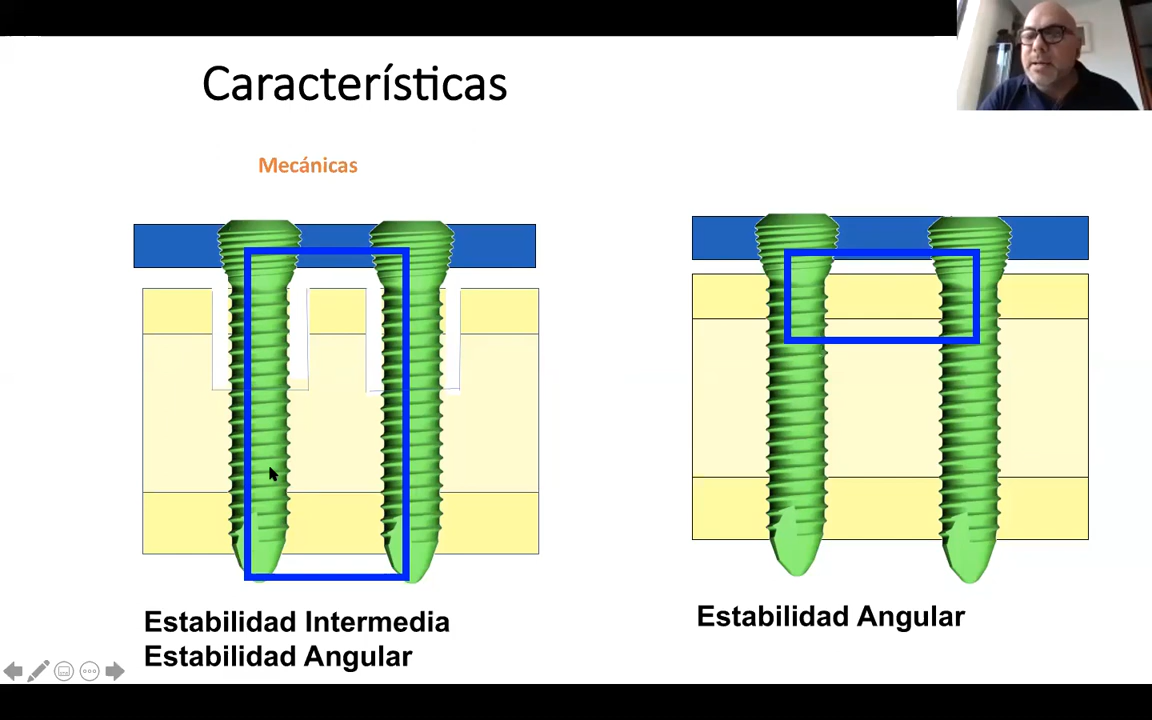 Características
Mecánicas
Estabilidad Intermedia
Estabilidad Angular
Estabilidad Angular